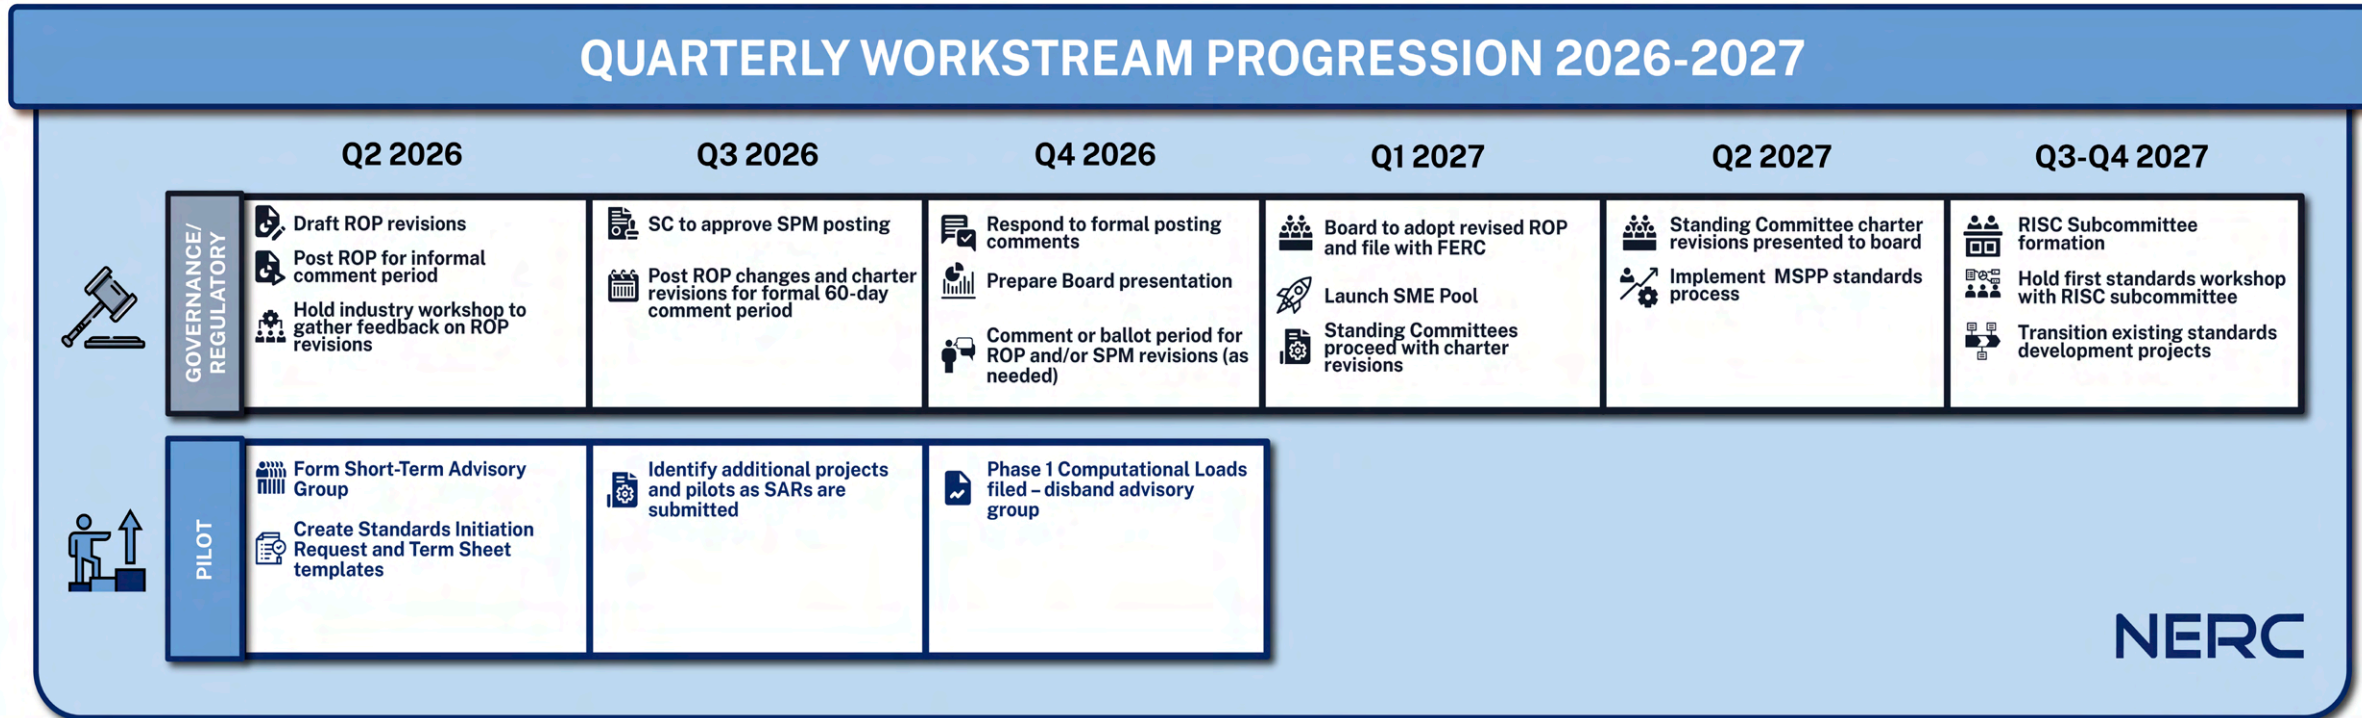 QUARTERLY WORKSTREAM PROGRESSION 2026-2027
Q2 2026
Q3 2026
Q4 2026
Q1 2027
Q2 2027
Q3-Q4 2027
GOVERNANCE/
REGULATORY
Draft ROP revisions
Post ROP for informal
comment period
Hold industry workshop to
gather feedback on ROP
revisions
SC to approve SPM posting
Post ROP changes and charter
revisions for formal 60-day
comment period
Respond to formal posting
comments
Prepare Board presentation
Comment or ballot period for
ROP and/or SPM revisions (as
needed)
Board to adopt revised ROP
and file with FERC
Launch SME Pool
Standing Committees
proceed with charter
revisions
Standing Committee charter
revisions presented to board
Implement MSPP standards
process
RISC Subcommittee
formation
Hold first standards workshop
with RISC subcommittee
Transition existing standards
development projects
PILOT
Form Short-Term Advisory
Group
Create Standards Initiation
Request and Term Sheet
templates
Identify additional projects
and pilots as SARs are
submitted
Phase 1 Computational Loads
filed – disband advisory
group
NERC